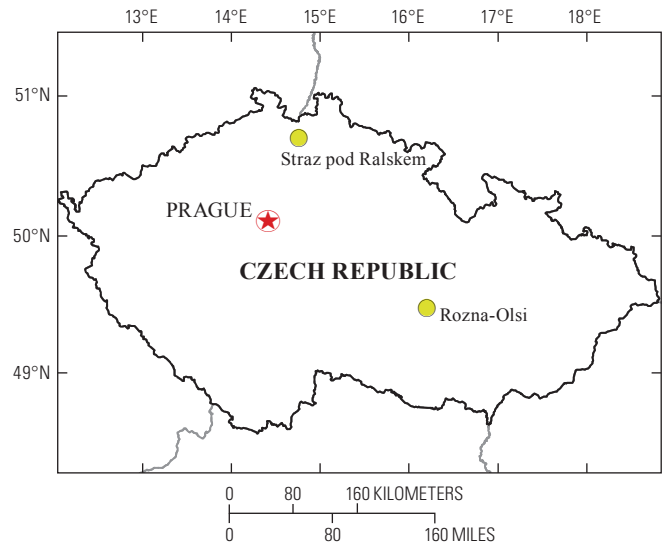 13°E 14°E 15°E 16°E 17°E 18°E
51°N
Straz pod Ralskem
PRAGUE
50°N
CZECH REPUBLIC
Rozna-Olsi
49°N
0 80 160 KILOMETERS
0 80 160 MILES